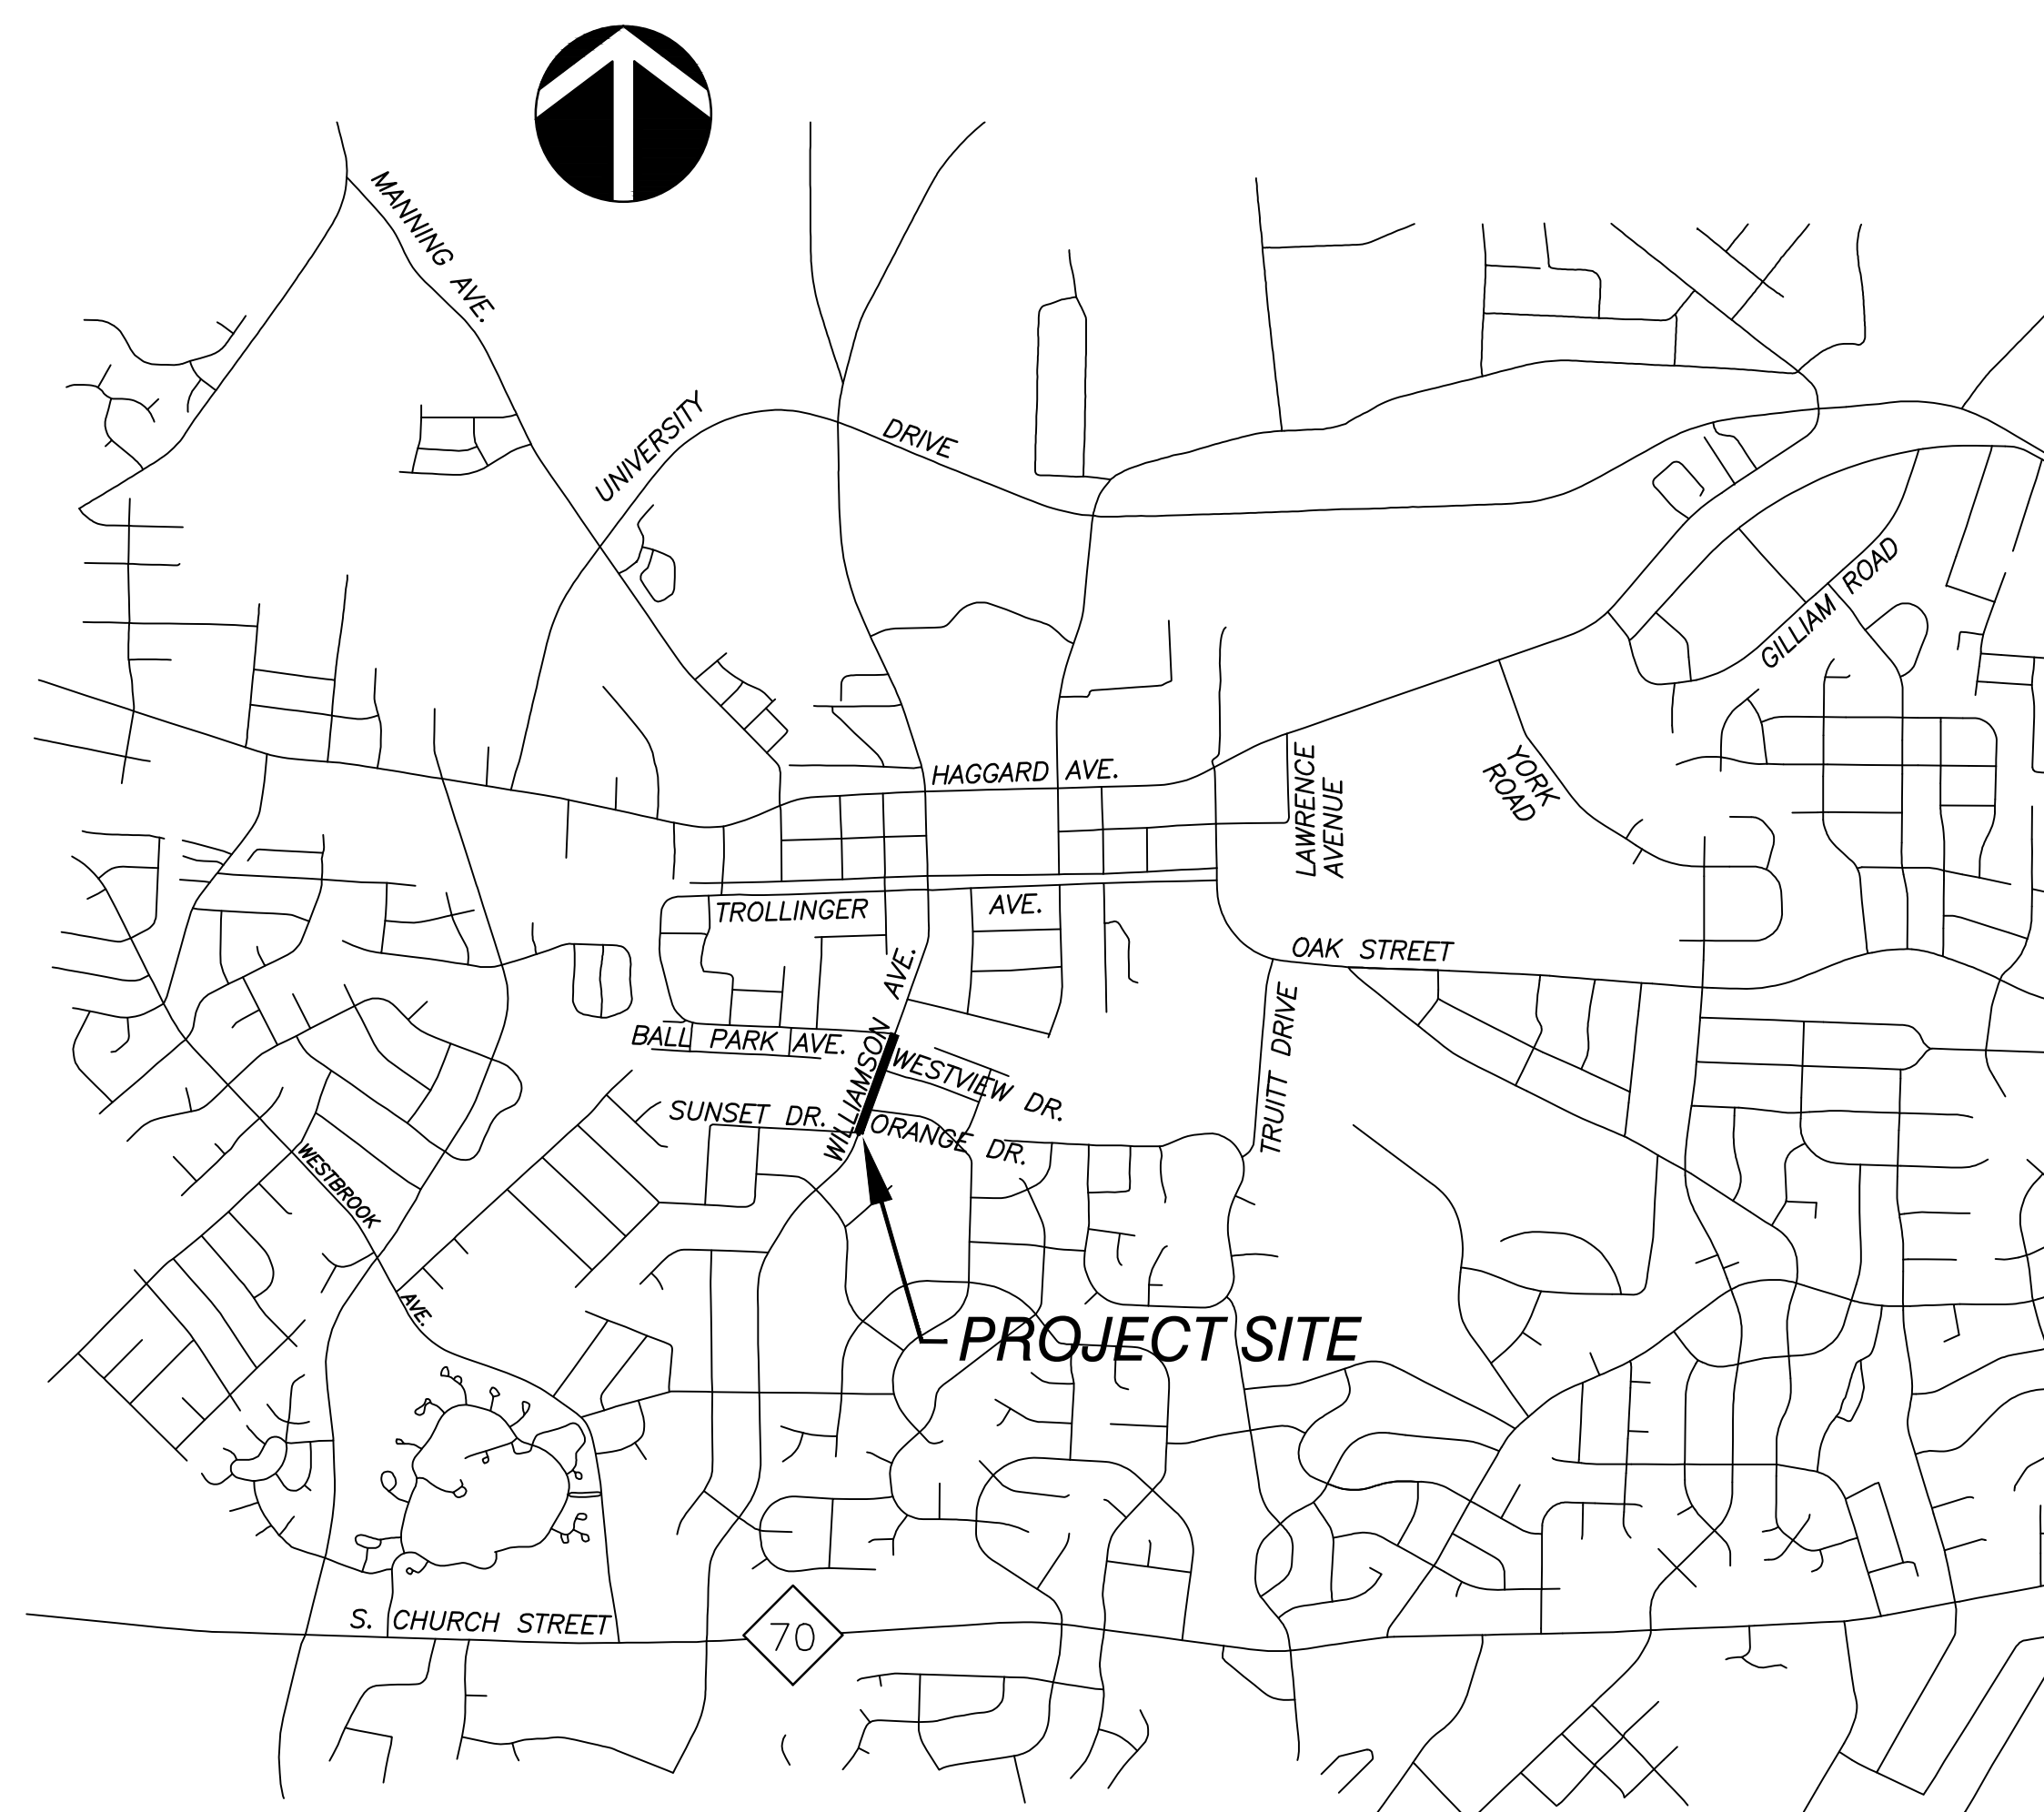 MANNING AVE.
UNIVERSITY DRIVE
GILLIAM ROAD
HAGGARD AVE.
LAWRENCE
AVENUE
YORK
ROAD
TROLLINGER AVE.
OAK STREET
WILLIAMSON AVE.
BALL PARK AVE.
WESTVIEW DR.
TRUITT DRIVE
SUNSET DR.
ORANGE DR.
WESTBROOK AVE.
PROJECT SITE
S. CHURCH STREET
70